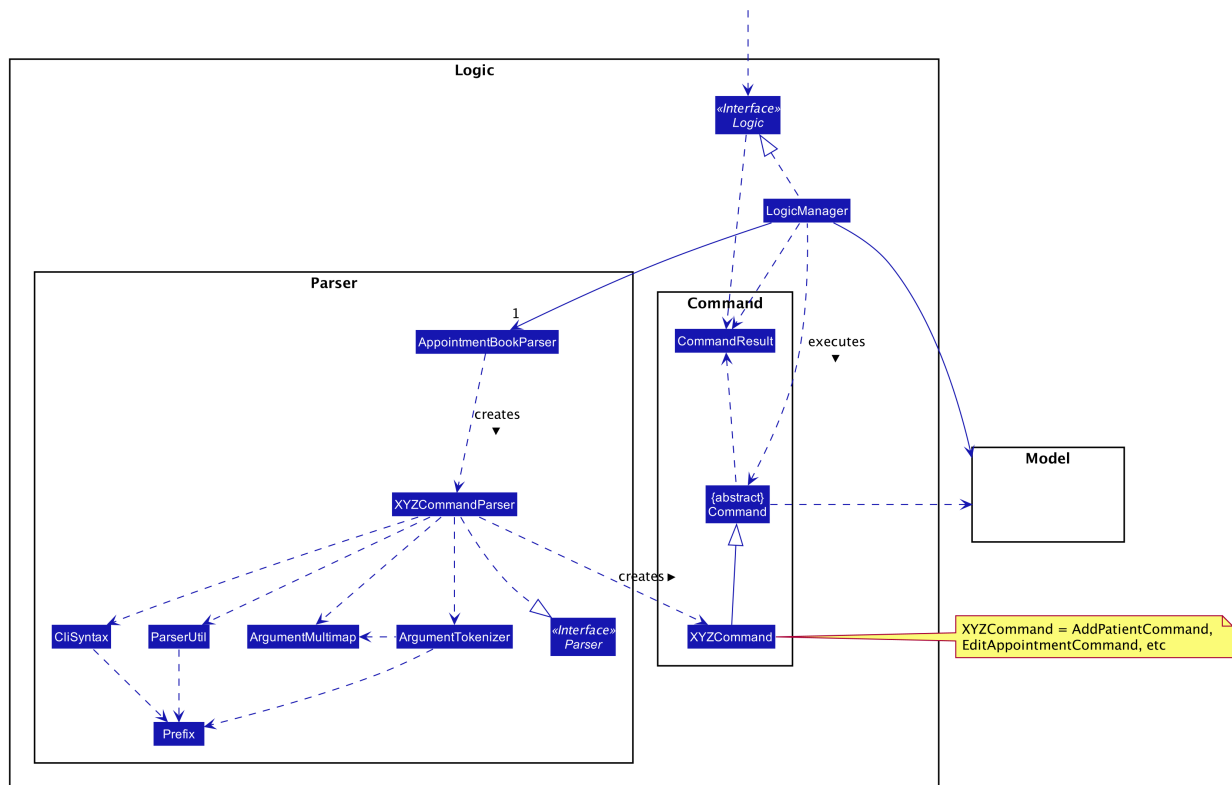 Logic
«Interface»
Logic
LogicManager
Parser
Command
1
AppointmentBookParser
CommandResult
executes
▼
creates
▼
Model
XYZCommandParser
{abstract}
Command
creates ►
CliSyntax
ParserUtil
ArgumentMultimap
ArgumentTokenizer
«Interface»
Parser
XYZCommand
XYZCommand = AddPatientCommand,
EditAppointmentCommand, etc
Prefix